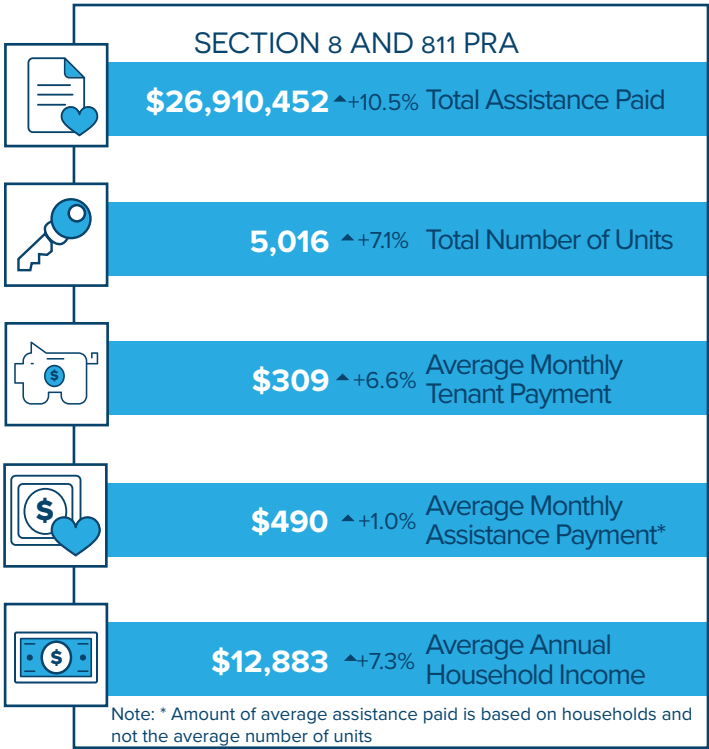 SECTION 8 AND 811 PRA
$26,910,452 ▲+10.5% Total Assistance Paid
5,016 ▲+7.1% Total Number of Units
$309 ▲+6.6% Average Monthly
Tenant Payment
$490 ▲+1.0% Average Monthly
Assistance Payment*
$12,883 ▲+7.3% Average Annual
Household Income
$
$
$
Note: * Amount of average assistance paid is based on households and
not the average number of units